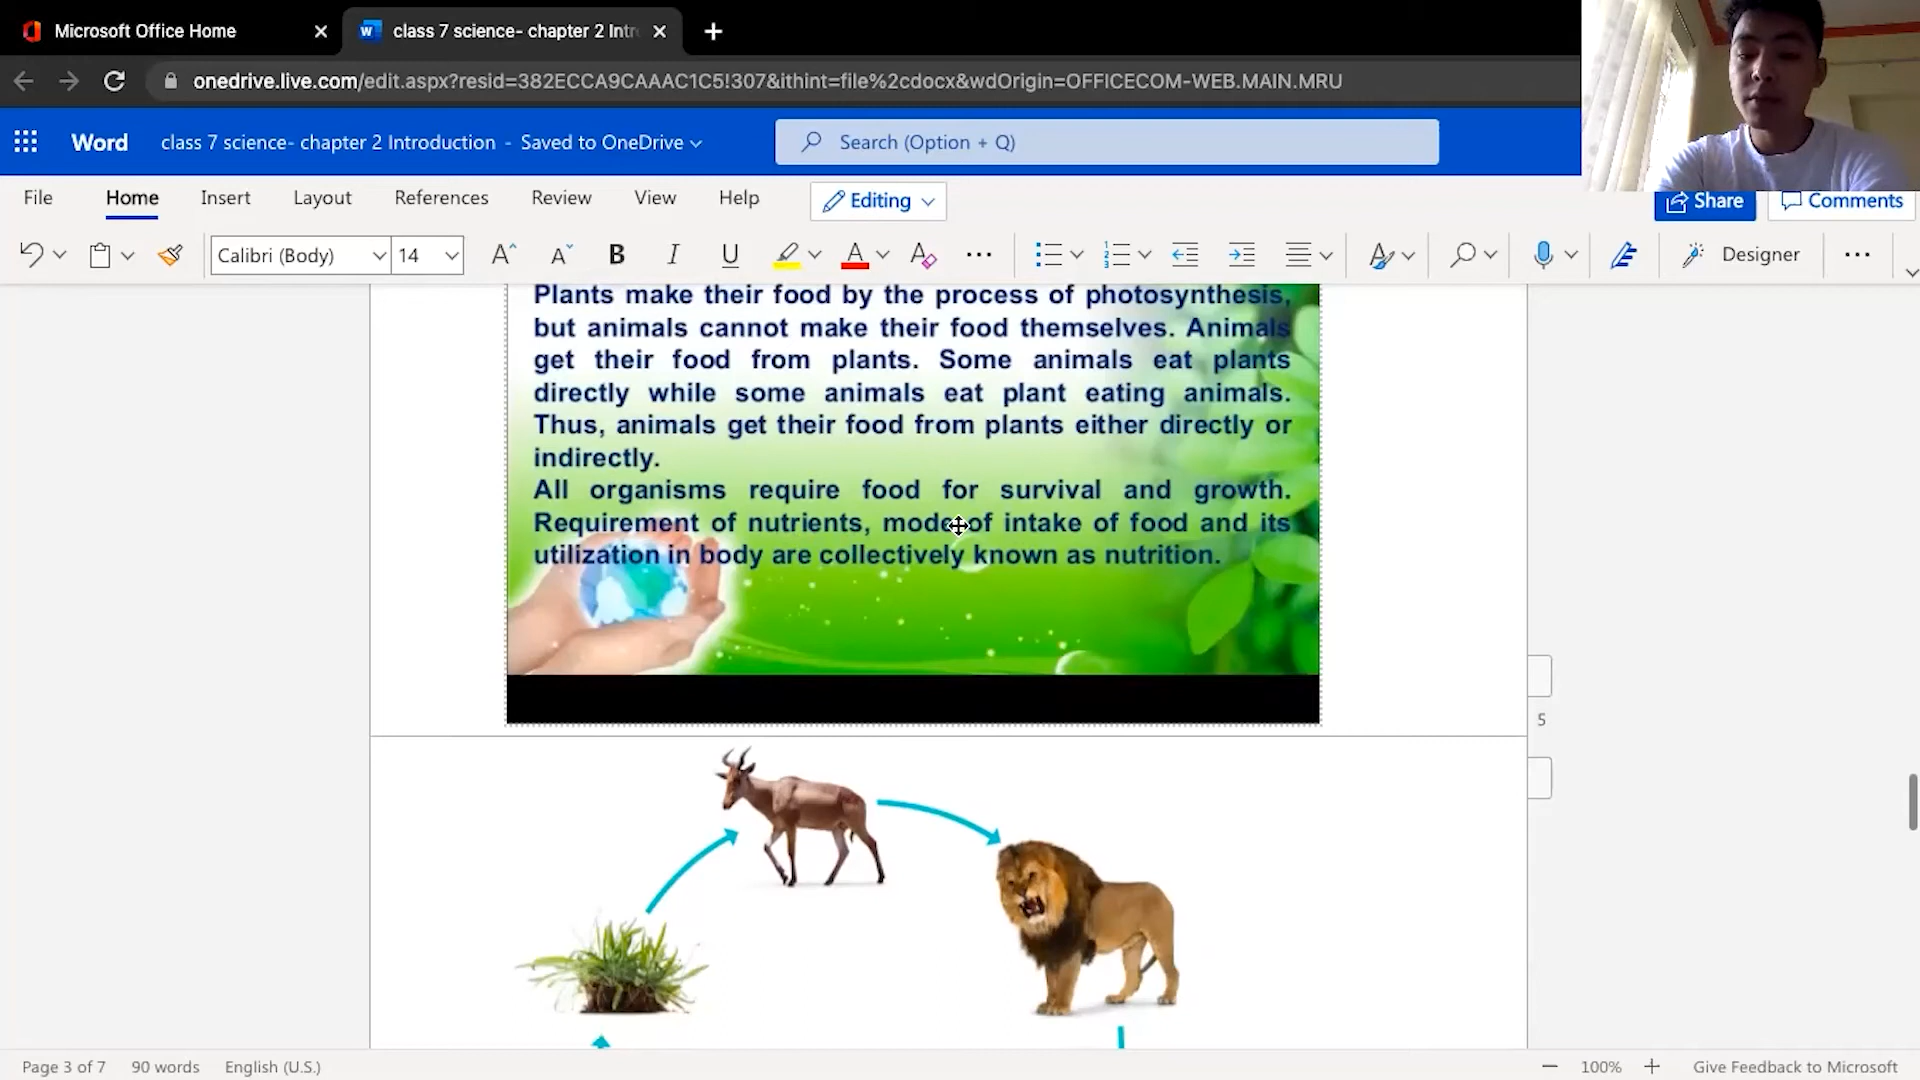 Microsoft Office Home
class 7 science- chapter 2 Intr
onedrive.live.com/edit.aspx?resid=382ECCA9CAAAC1C5!307&ithint=file%2cdocx&wdOrigin=OFFICECOM-WEB.MAIN.MRU
Word
class 7 science- chapter 2 Introduction - Saved to OneDrive
Search (Option + Q)
File Home Insert Layout References Review View Help Editing
Share
Comments
Calibri (Body) 14
Designer
Plants make their food by the process of photosynthesis,
but animals cannot make their food themselves. Animals
get their food from plants. Some animals eat plants
directly while some animals eat plant eating animals.
Thus, animals get their food from plants either directly or
indirectly.
All organisms require food for survival and growth.
Requirement of nutrients, mode of intake of food and its
utilization in body are collectively known as nutrition.
5
Page 3 of 7 90 words English (U.S.)
100% Give Feedback to Microsoft